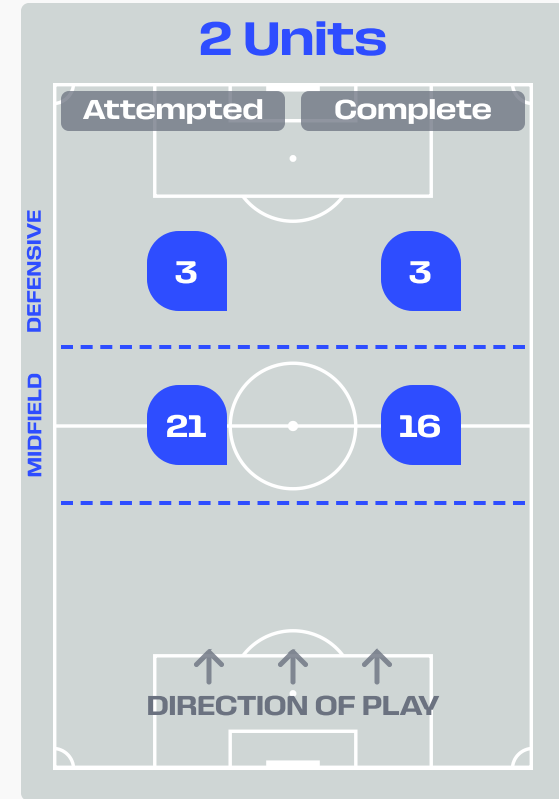 2 Units
Attempted Complete
DEFENSIVE
3 3
MIDFIELD
21 16
DIRECTION OF PLAY